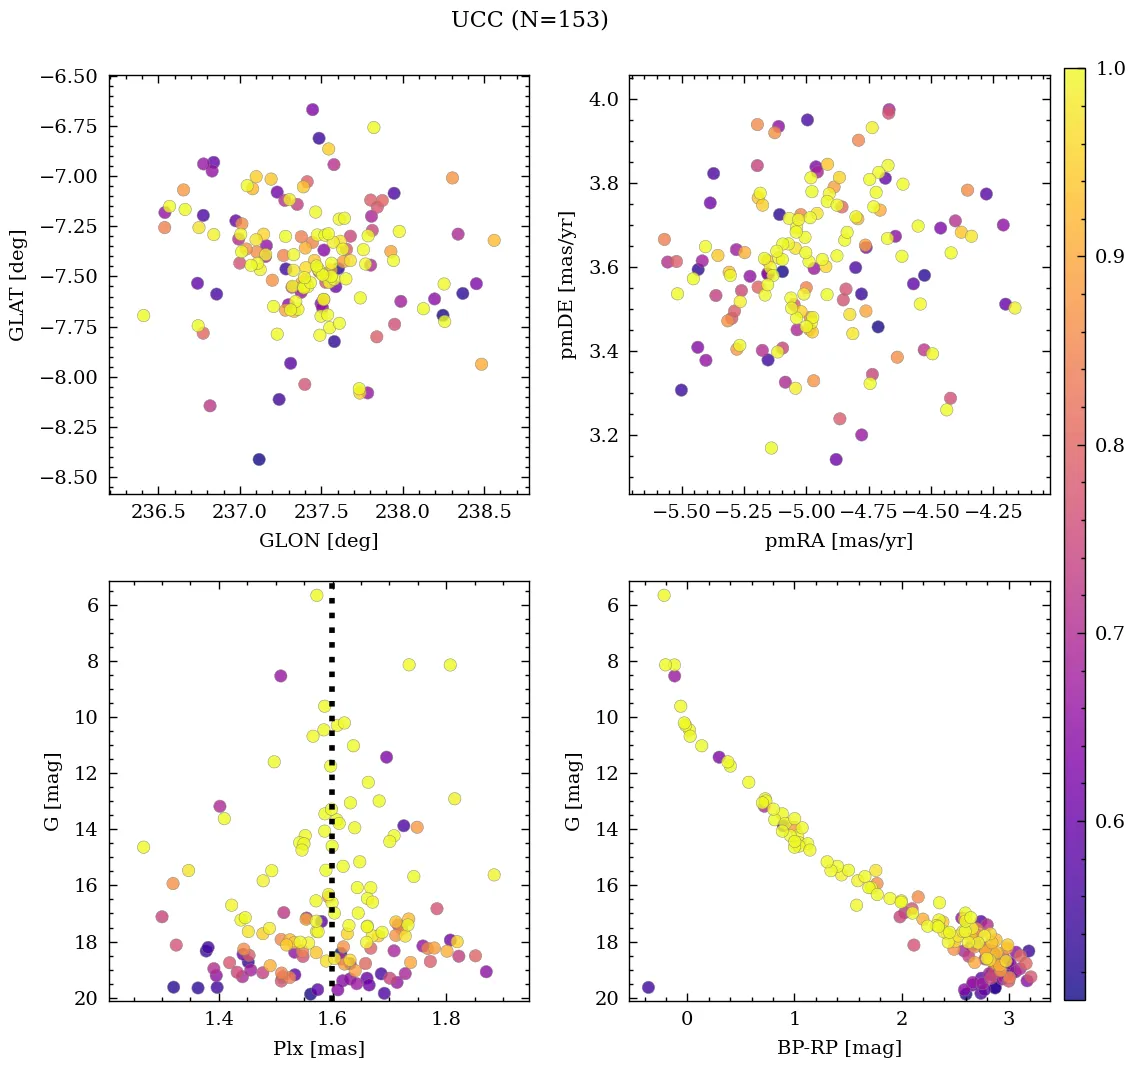 UCC (N=153)
−6.50
−6.75
−7.00
−7.25
−7.50
−7.75
−8.00
−8.25
−8.50
GLAT [deg]
236.5 237.0 237.5 238.0 238.5
GLON [deg]
4.0
3.8
3.6
3.4
3.2
pmDE [mas/yr]
−5.50 −5.25 −5.00 −4.75 −4.50 −4.25
pmRA [mas/yr]
6
8
10
12
14
16
18
20
G [mag]
1.4 1.6 1.8
Plx [mas]
6
8
10
12
14
16
18
20
G [mag]
0 1 2 3
BP-RP [mag]
1.0
0.9
0.8
0.7
0.6